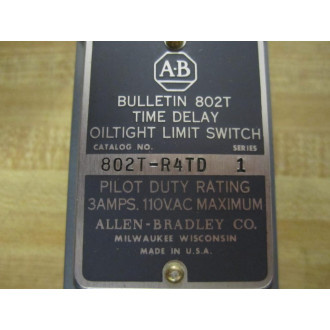 A-B
BULLETIN 802T
TIME DELAY
OILTIGHT LIMIT SWITCH
CATALOG NO. SERIES
802T-R4TD 1
PILOT DUTY RATING
3AMPS. 110VAC MAXIMUM
ALLEN-BRADLEY CO.
MILWAUKEE WISCONSIN
MADE IN U.S.A.